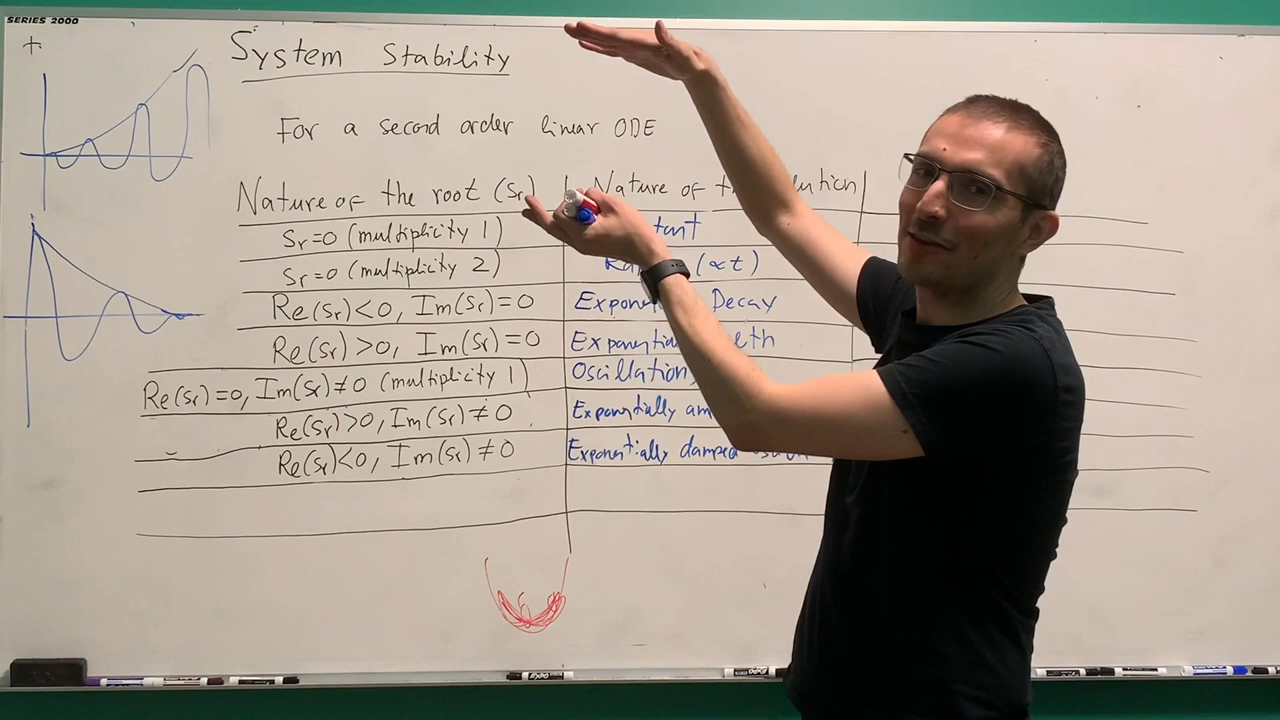 SERIES 2000
+
System Stability
For a second order linear ODE
Nature of the root (Sr) Nature of
Sr=0 (multiplicity 1)
Sr=0 (multiplicity 2) (∝t)
Re(Sr)<0, Im(Sr)=0 Decay
Re(Sr)>0, Im(Sr)=0
Re(Sr)=0, Im(Sr)≠0 (multiplicity 1) Oscillation
Re(Sr)>0, Im(Sr)≠0 Exponentially
Re(Sr)<0, Im(Sr)≠0 Exponentially damped
EXPO